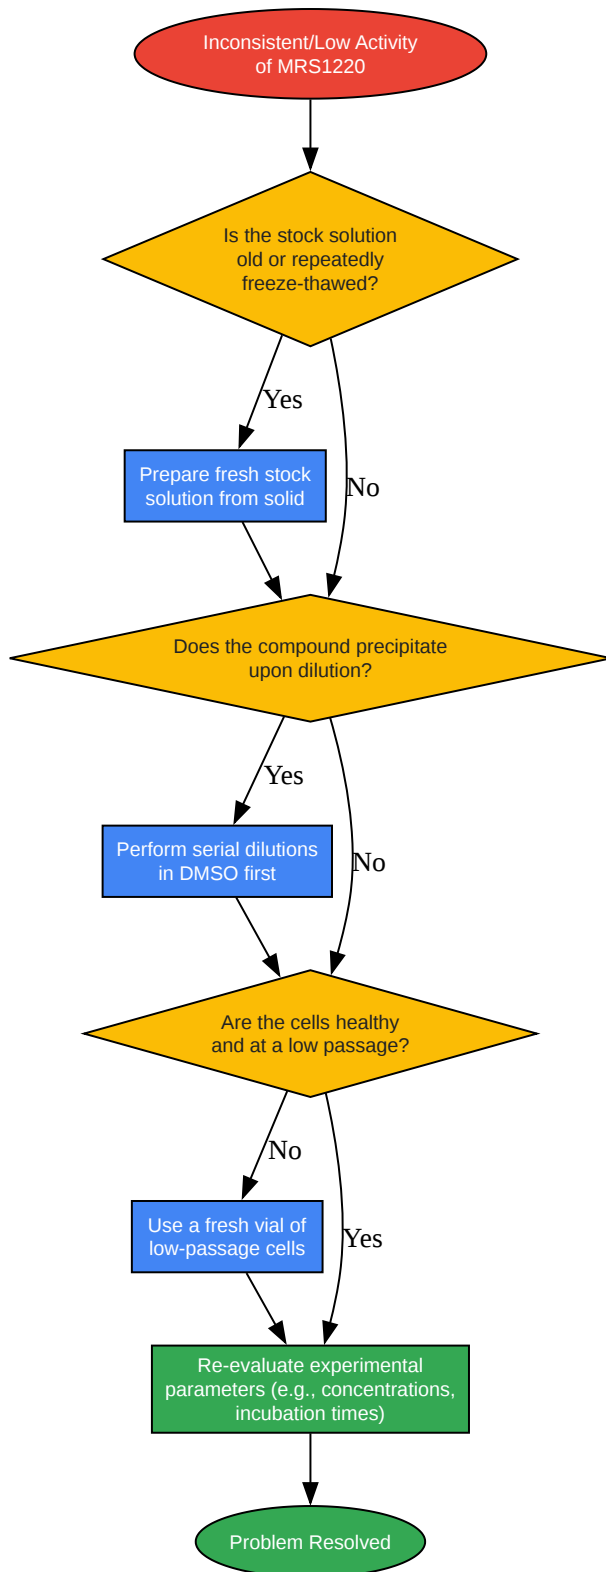 Inconsistent/Low Activity
of MRS1220
Is the stock solution
old or repeatedly
freeze-thawed?
Yes
Prepare fresh stock
solution from solid
No
Does the compound precipitate
upon dilution?
Yes
Perform serial dilutions
in DMSO first
No
Are the cells healthy
and at a low passage?
No
Use a fresh vial of
low-passage cells
Yes
Re-evaluate experimental
parameters (e.g., concentrations,
incubation times)
Problem Resolved